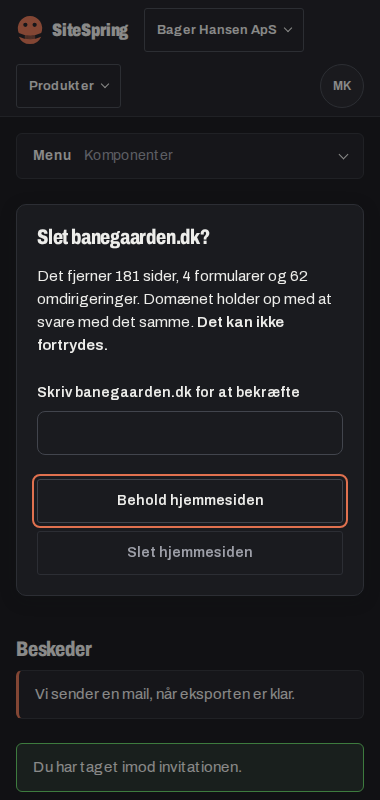 SiteSpring
Bager Hansen ApS
Produkter
MK
Menu Komponenter
Slet banegaarden.dk?
Det fjerner 181 sider, 4 formularer og 62
omdirigeringer. Domænet holder op med at
svare med det samme. Det kan ikke
fortrydes.
Skriv banegaarden.dk for at bekræfte
Behold hjemmesiden
Slet hjemmesiden
Beskeder
Vi sender en mail, når eksporten er klar.
Du har taget imod invitationen.